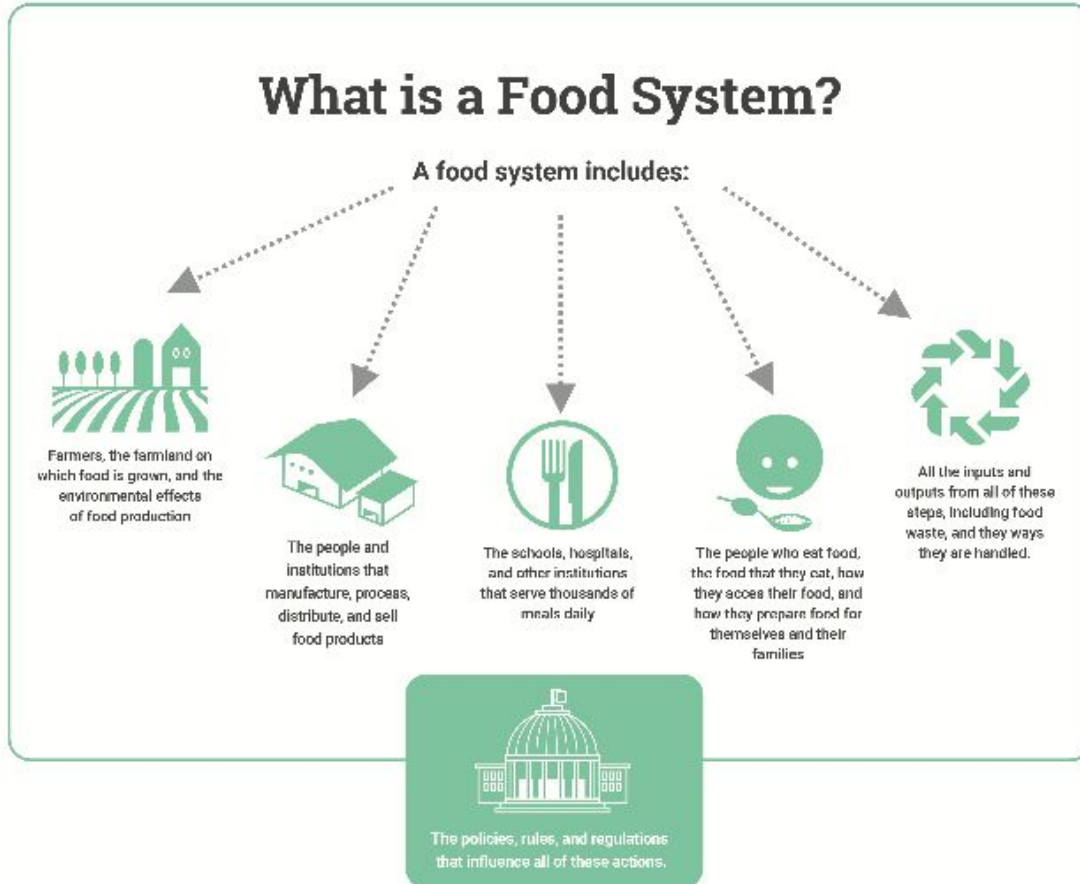 What is a Food System?
A food system includes:
Farmers, the farmland on
which food is grown, and the
environmental effects
of food production
The people and
institutions that
manufacture, process,
distribute, and sell
food products
The schools, hospitals,
and other institutions
that serve thousands of
meals daily
The people who eat food,
the food that they eat, how
they acces their food, and
how they prepare food for
themselves and their
families
All the inputs and
outputs from all of these
steps, including food
waste, and they ways
they are handled.
The policies, rules, and regulations
that influence all of these actions.